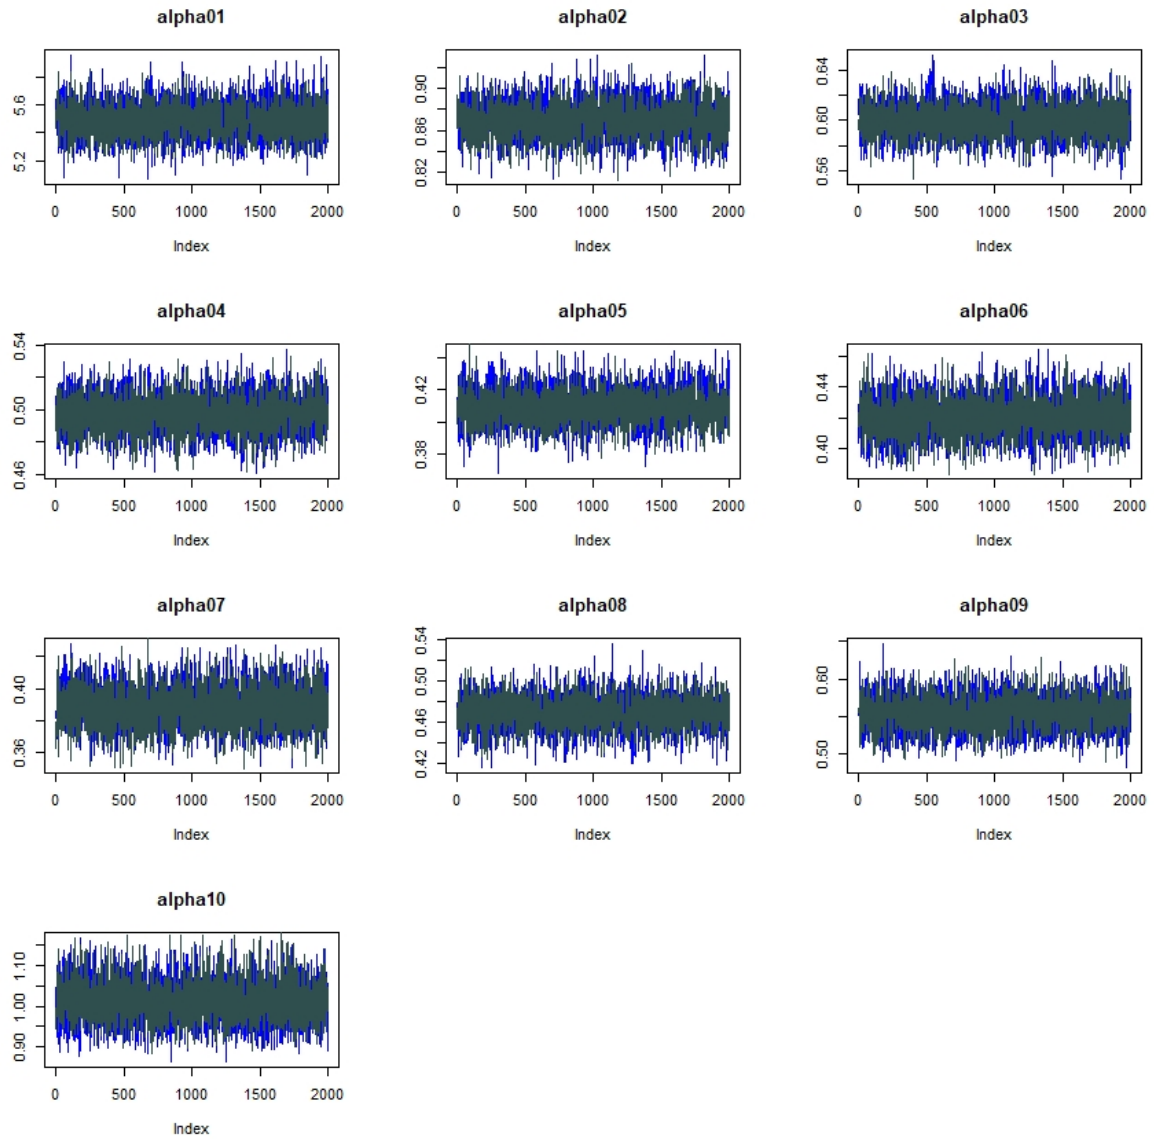 alpha01 alpha02 alpha03
5.6 0.90 0.64
0.86 0.60
5.2 0.82 0.56
0 500 1000 1500 2000 0 500 1000 1500 2000 0 500 1000 1500 2000
Index Index Index
alpha04 alpha05 alpha06
0.54 0.42 0.44
0.50
0.46 0.38 0.40
0 500 1000 1500 2000 0 500 1000 1500 2000 0 500 1000 1500 2000
Index Index Index
alpha07 alpha08 alpha09
0.40 0.54 0.60
0.50
0.46
0.36 0.42 0.50
0 500 1000 1500 2000 0 500 1000 1500 2000 0 500 1000 1500 2000
Index Index Index
alpha10
1.10
1.00
0.90
0 500 1000 1500 2000
Index